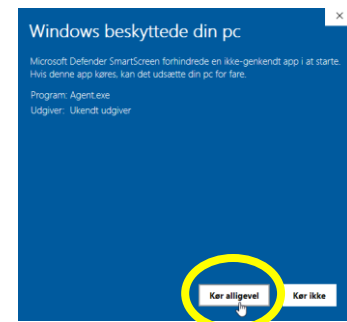 Windows beskyttede din pc
Microsoft Defender SmartScreen forhindrede en ikke-genkendt app i at starte.
Hvis denne app køres, kan det udsætte din pc for fare.
Program: Agent.exe
Udgiver: Ukendt udgiver
Kør alligevel
Kør ikke